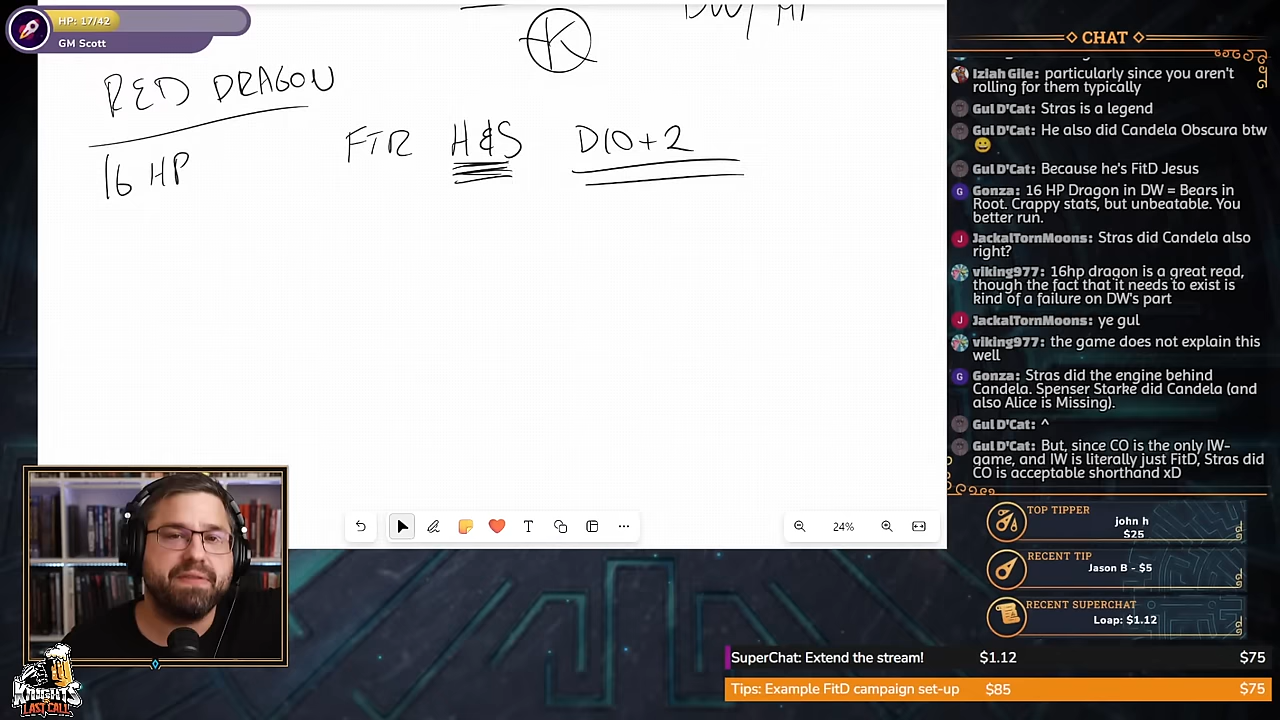 HP: 17/42
GM Scott
RED DRAGON
16 HP
FTR H&S D10+2
24%
KNIGHTS
LAST CALL
CHAT
Iziah Gile: particularly since you aren't
rolling for them typically
Gul D'Cat: Stras is a legend
Gul D'Cat: He also did Candela Obscura btw
😀
Gul D'Cat: Because he's FitD Jesus
Gonza: 16 HP Dragon in DW = Bears in
Root. Crappy stats, but unbeatable. You
better run.
JackalTornMoons: Stras did Candela also
right?
viking977: 16hp dragon is a great read,
though the fact that it needs to exist is
kind of a failure on DW's part
JackalTornMoons: ye gul
viking977: the game does not explain this
well
Gonza: Stras did the engine behind
Candela. Spenser Starke did Candela (and
also Alice is Missing).
Gul D'Cat: ^
Gul D'Cat: But, since CO is the only IW-
game, and IW is literally just FitD, Stras did
CO is acceptable shorthand xD
TOP TIPPER
john h
$25
RECENT TIP
Jason B - $5
RECENT SUPERCHAT
Loap: $1.12
SuperChat: Extend the stream! $1.12 $75
Tips: Example FitD campaign set-up $85 $75